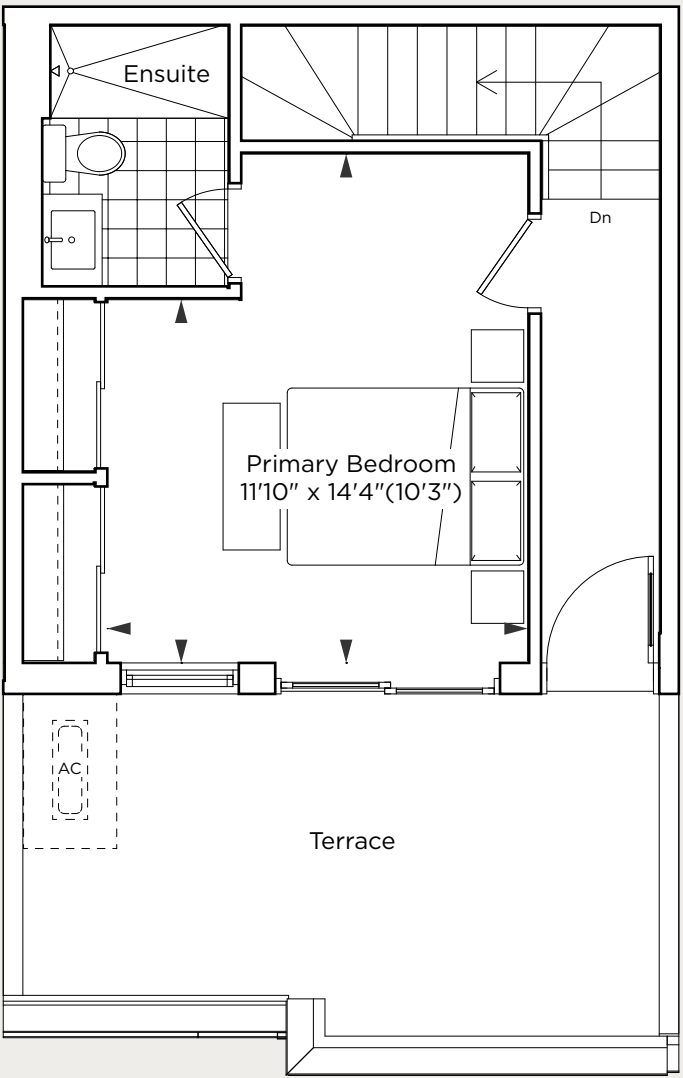 Ensuite
Dn
Primary Bedroom
11'10" x 14'4"(10'3")
AC
Terrace